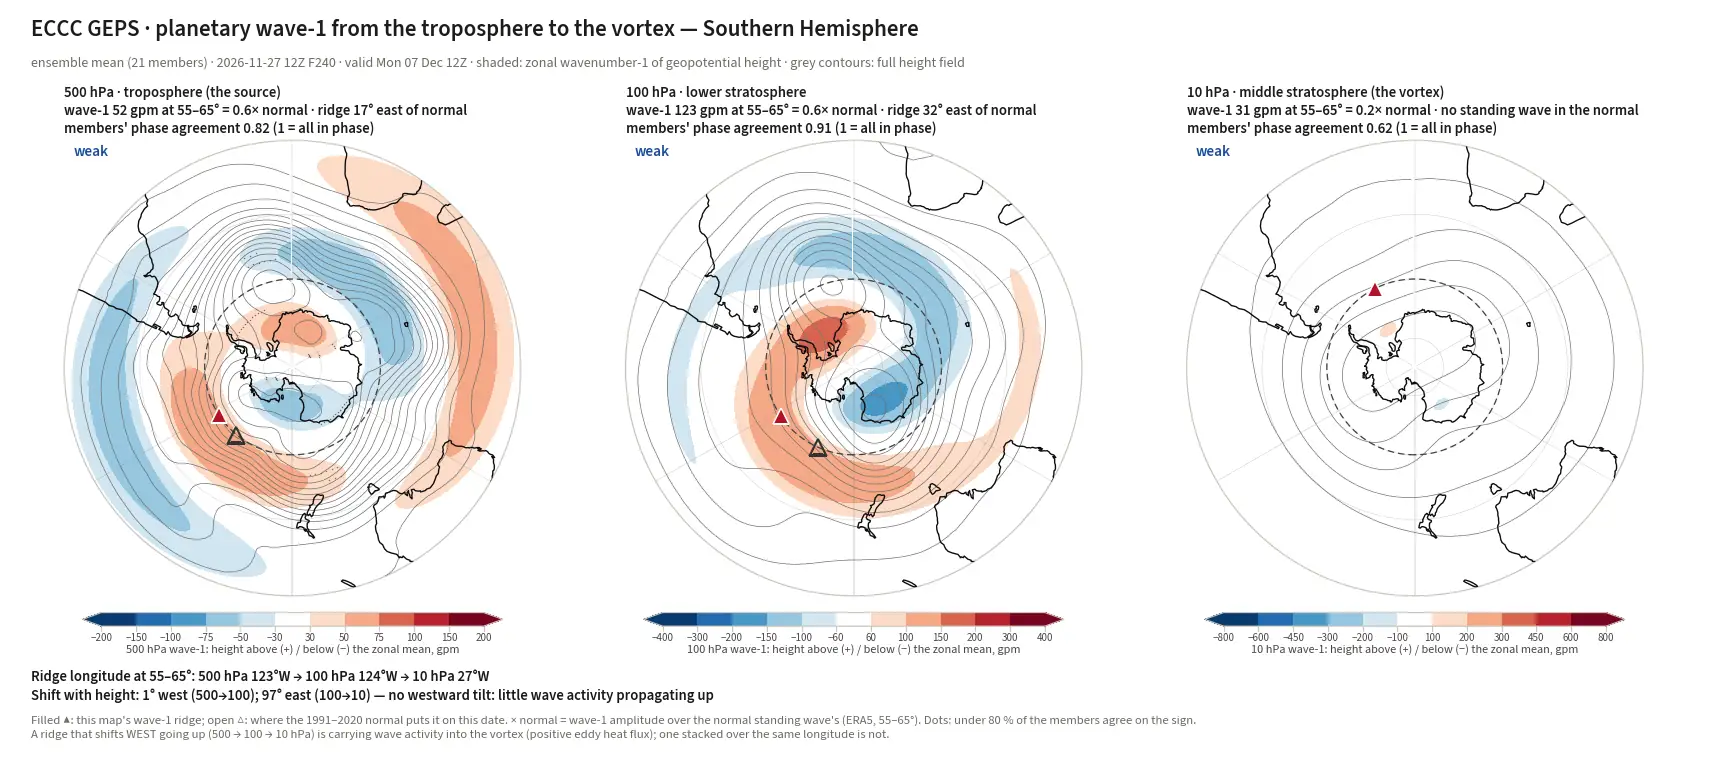 ECCC GEPS · planetary wave-1 from the troposphere to the vortex — Southern Hemisphere
ensemble mean (21 members) · 2026-11-27 12Z F240 · valid Mon 07 Dec 12Z · shaded: zonal wavenumber-1 of geopotential height · grey contours: full height field
500 hPa · troposphere (the source)
wave-1 52 gpm at 55–65° = 0.6× normal · ridge 17° east of normal
members' phase agreement 0.82 (1 = all in phase)
weak
100 hPa · lower stratosphere
wave-1 123 gpm at 55–65° = 0.6× normal · ridge 32° east of normal
members' phase agreement 0.91 (1 = all in phase)
weak
10 hPa · middle stratosphere (the vortex)
wave-1 31 gpm at 55–65° = 0.2× normal · no standing wave in the normal
members' phase agreement 0.62 (1 = all in phase)
weak
−200 −150 −100 −75 −50 −30 30 50 75 100 150 200
500 hPa wave-1: height above (+) / below (−) the zonal mean, gpm
−400 −300 −200 −150 −100 −60 60 100 150 200 300 400
100 hPa wave-1: height above (+) / below (−) the zonal mean, gpm
−800 −600 −450 −300 −200 −100 100 200 300 450 600 800
10 hPa wave-1: height above (+) / below (−) the zonal mean, gpm
Ridge longitude at 55–65°: 500 hPa 123°W → 100 hPa 124°W → 10 hPa 27°W
Shift with height: 1° west (500→100); 97° east (100→10) — no westward tilt: little wave activity propagating up
Filled ▲: this map's wave-1 ridge; open △: where the 1991–2020 normal puts it on this date. × normal = wave-1 amplitude over the normal standing wave's (ERA5, 55–65°). Dots: under 80 % of the members agree on the sign.
A ridge that shifts WEST going up (500 → 100 → 10 hPa) is carrying wave activity into the vortex (positive eddy heat flux); one stacked over the same longitude is not.